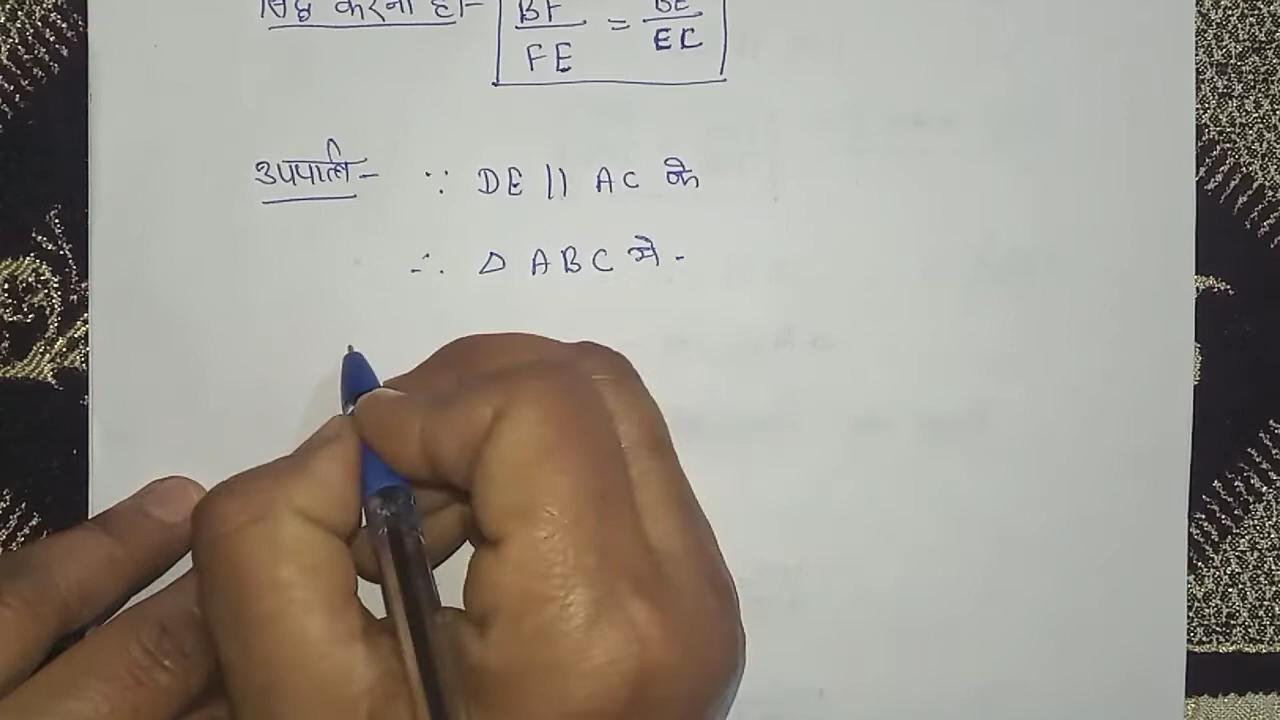 सिद्ध करना है।- BF/FE = BE/EC
उपपत्ति- ∵ DE || AC के
∴ △ ABC मे-